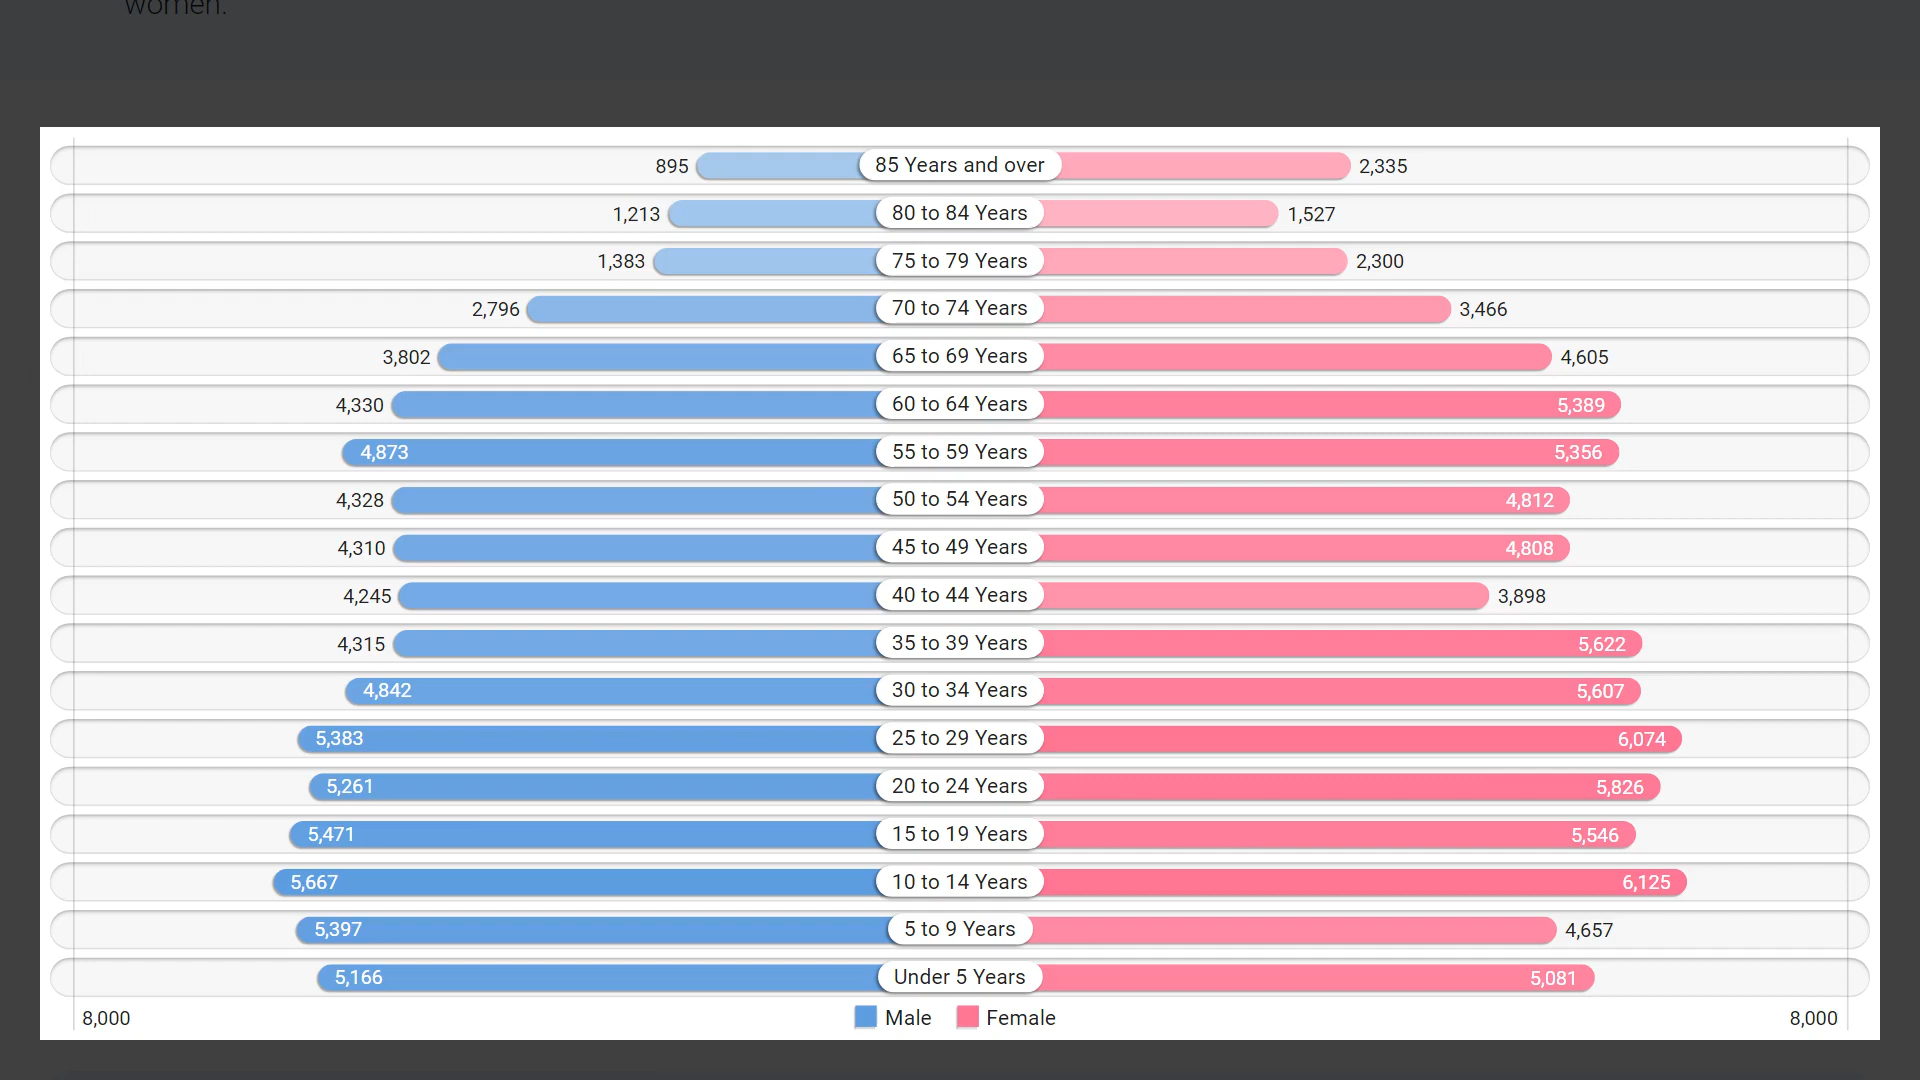 women.
895 85 Years and over 2,335
1,213 80 to 84 Years 1,527
1,383 75 to 79 Years 2,300
2,796 70 to 74 Years 3,466
3,802 65 to 69 Years 4,605
4,330 60 to 64 Years 5,389
4,873 55 to 59 Years 5,356
4,328 50 to 54 Years 4,812
4,310 45 to 49 Years 4,808
4,245 40 to 44 Years 3,898
4,315 35 to 39 Years 5,622
4,842 30 to 34 Years 5,607
5,383 25 to 29 Years 6,074
5,261 20 to 24 Years 5,826
5,471 15 to 19 Years 5,546
5,667 10 to 14 Years 6,125
5,397 5 to 9 Years 4,657
5,166 Under 5 Years 5,081
8,000 Male Female 8,000